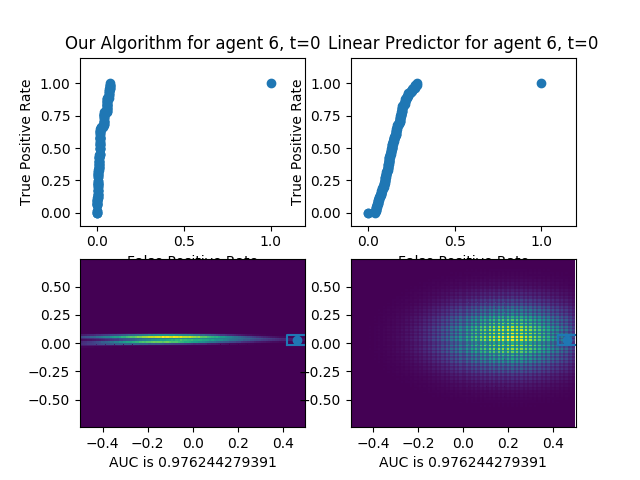 Our Algorithm for agent 6, t=0 Linear Predictor for agent 6, t=0
True Positive Rate
1.00
0.75
0.50
0.25
0.00
0.0 0.5 1.0
False Positive Rate
True Positive Rate
1.00
0.75
0.50
0.25
0.00
0.0 0.5 1.0
False Positive Rate
0.50
0.25
0.00
−0.25
−0.50
−0.4 −0.2 0.0 0.2 0.4
AUC is 0.976244279391
0.50
0.25
0.00
−0.25
−0.50
−0.4 −0.2 0.0 0.2 0.4
AUC is 0.976244279391